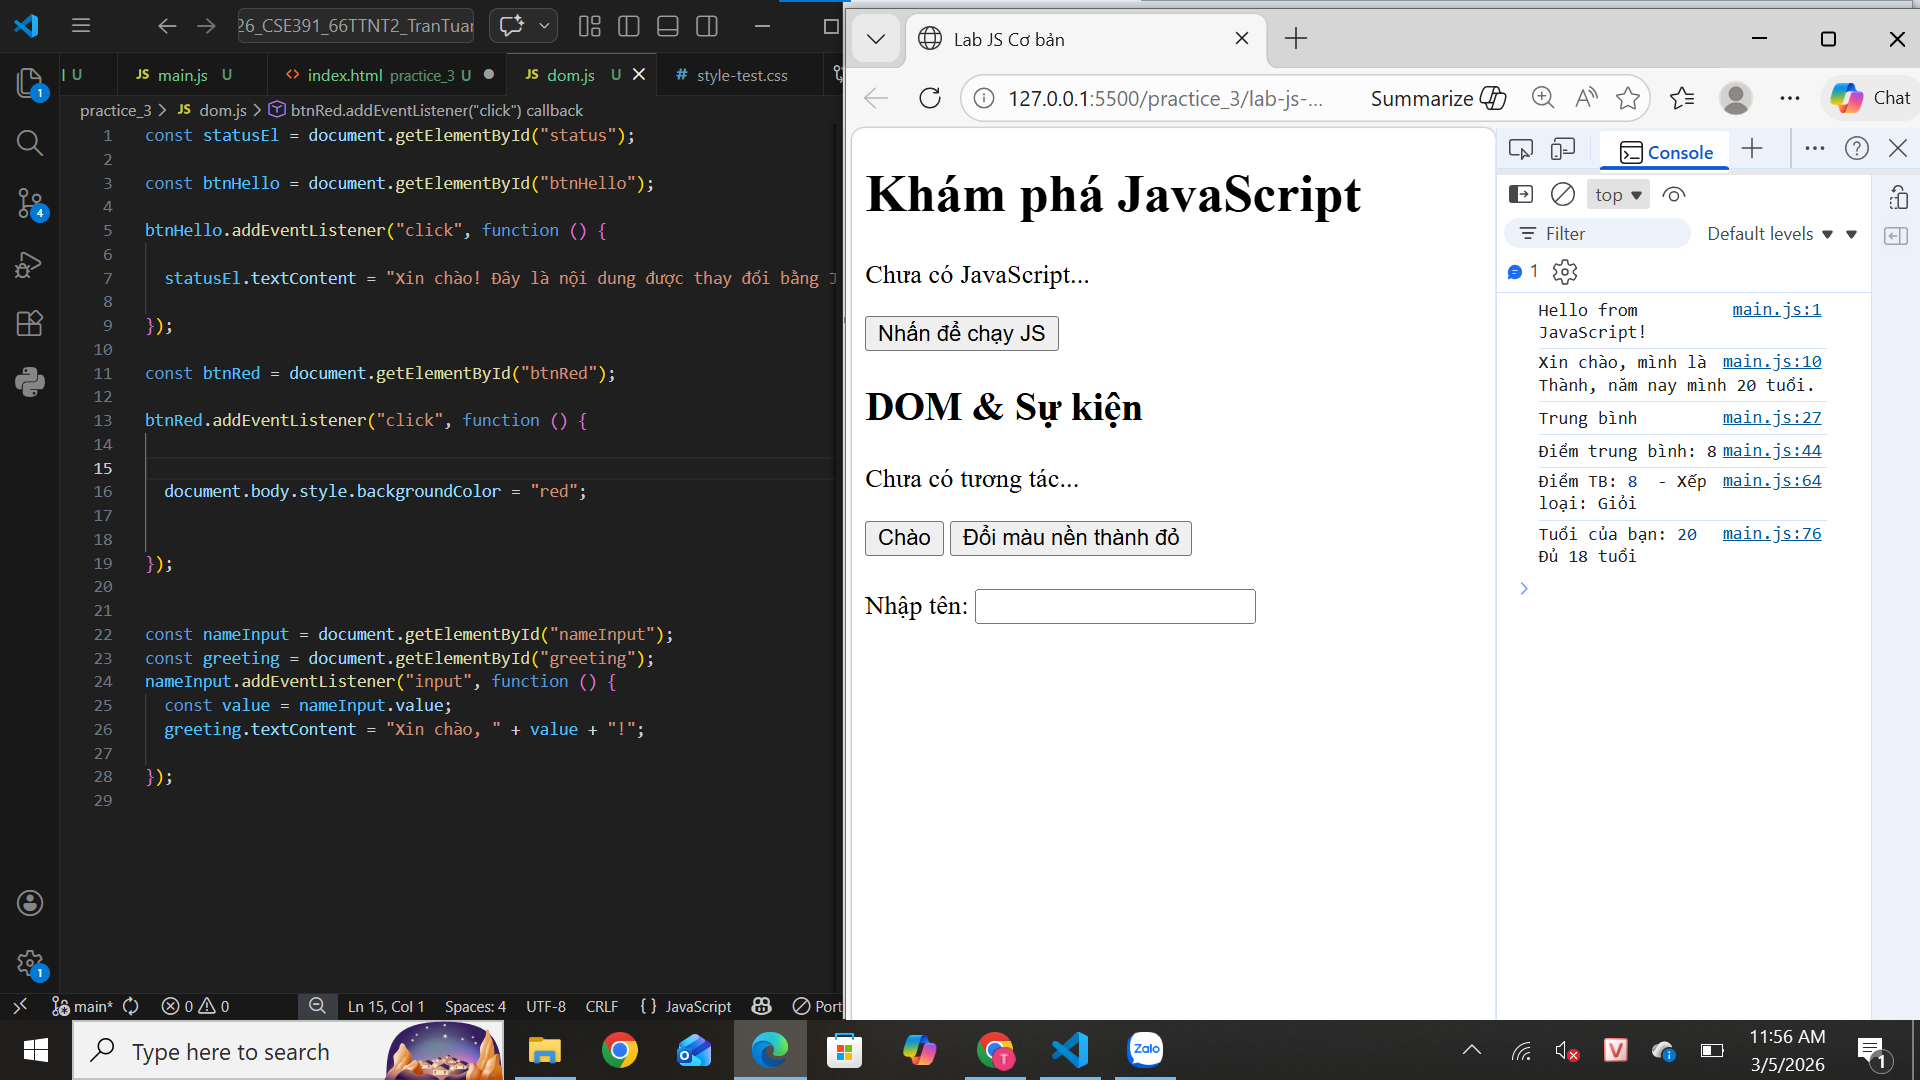 26_CSE391_66TTNT2_TranTuan
U
JS main.js U
index.html practice_3 U
JS dom.js U
# style-test.css
practice_3 > JS dom.js > btnRed.addEventListener("click") callback
1 const statusEl = document.getElementById("status");
2
3 const btnHello = document.getElementById("btnHello");
4
5 btnHello.addEventListener("click", function () {
6
7 statusEl.textContent = "Xin chào! Đây là nội dung được thay đổi bằng J
8
9 });
10
11 const btnRed = document.getElementById("btnRed");
12
13 btnRed.addEventListener("click", function () {
14
15
16 document.body.style.backgroundColor = "red";
17
18
19 });
20
21
22 const nameInput = document.getElementById("nameInput");
23 const greeting = document.getElementById("greeting");
24 nameInput.addEventListener("input", function () {
25 const value = nameInput.value;
26 greeting.textContent = "Xin chào, " + value + "!";
27
28 });
29
1
4
1
main* 0 0 Ln 15, Col 1 Spaces: 4 UTF-8 CRLF {} JavaScript Port
Lab JS Cơ bản
127.0.0.1:5500/practice_3/lab-js-...
Summarize
Chat
Khám phá JavaScript
Chưa có JavaScript...
Nhấn để chạy JS
DOM & Sự kiện
Chưa có tương tác...
Chào Đổi màu nền thành đỏ
Nhập tên:
Console
top
Filter
Default levels
1
Hello from main.js:1
JavaScript!
Xin chào, mình là main.js:10
Thành, năm nay mình 20 tuổi.
Trung bình main.js:27
Điểm trung bình: 8 main.js:44
Điểm TB: 8 - Xếp main.js:64
loại: Giỏi
Tuổi của bạn: 20 main.js:76
Đủ 18 tuổi
Type here to search
Zalo
T
V
11:56 AM
3/5/2026
1